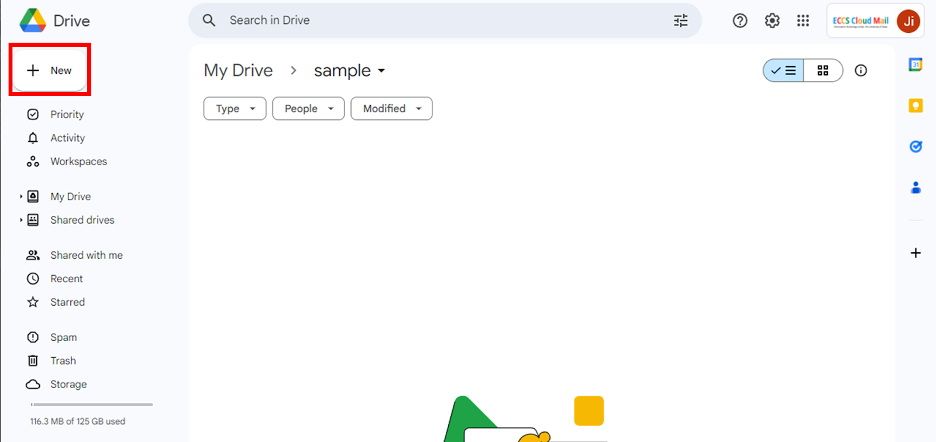 Drive
Search in Drive
ECCS Cloud Mail
Ji
New
My Drive
sample
Type
People
Modified
31
Priority
Activity
Workspaces
My Drive
Shared drives
Shared with me
Recent
Starred
Spam
Trash
Storage
116.3 MB of 125 GB used